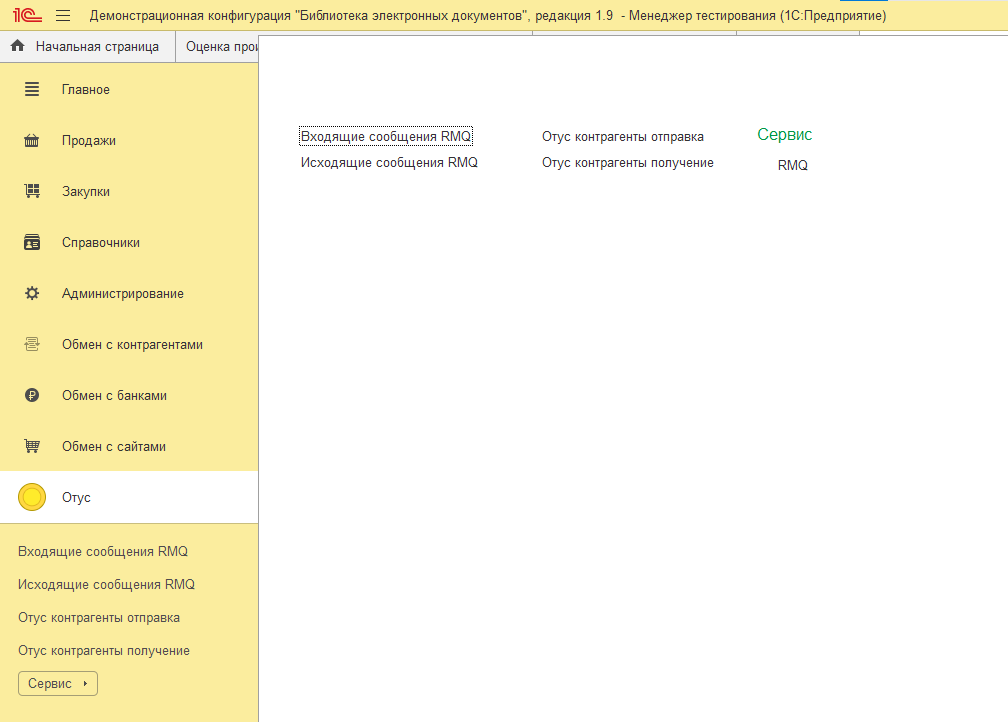 1С Демонстрационная конфигурация "Библиотека электронных документов", редакция 1.9 - Менеджер тестирования (1С:Предприятие)
Начальная страница
Оценка
Главное
Продажи
Закупки
Справочники
Администрирование
Обмен с контрагентами
Обмен с банками
Обмен с сайтами
Отус
Входящие сообщения RMQ
Исходящие сообщения RMQ
Отус контрагенты отправка
Отус контрагенты получение
Сервис
Входящие сообщения RMQ
Исходящие сообщения RMQ
Отус контрагенты отправка
Отус контрагенты получение
Сервис
RMQ